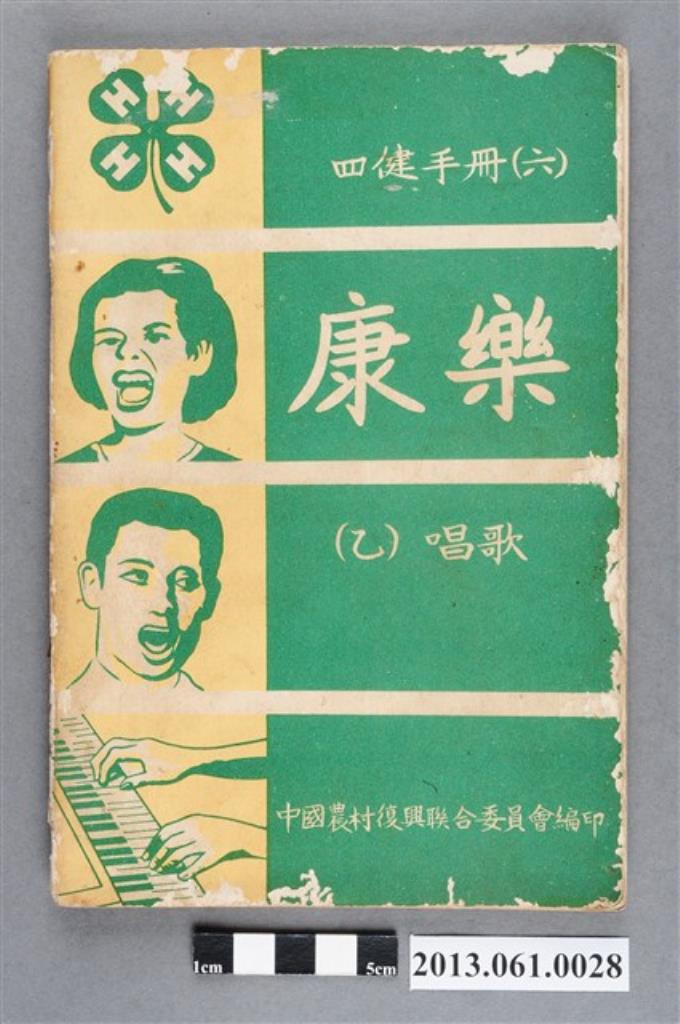 H H
H H
四健手冊(六)
康樂
(乙) 唱歌
中國農村復興聯合委員會編印
1cm 5cm
2013.061.0028